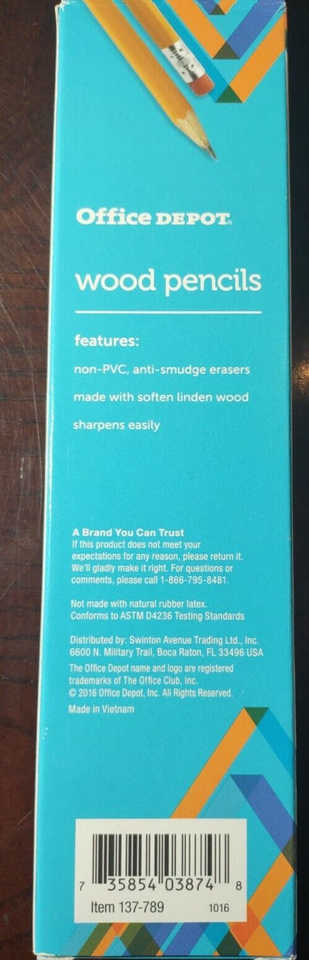 Office DEPOT®
wood pencils
features:
non-PVC, anti-smudge erasers
made with soften linden wood
sharpens easily
A Brand You Can Trust
If this product does not meet your
expectations for any reason, please return it.
We'll gladly make it right. For questions or
comments, please call 1-866-795-8481.
Not made with natural rubber latex.
Conforms to ASTM D4236 Testing Standards
Distributed by: Swinton Avenue Trading Ltd., Inc.
6600 N. Military Trail, Boca Raton, FL 33496 USA
The Office Depot name and logo are registered
trademarks of The Office Club, Inc.
© 2016 Office Depot, Inc. All Rights Reserved.
Made in Vietnam
7 35854 03874 8
Item 137-789 1016